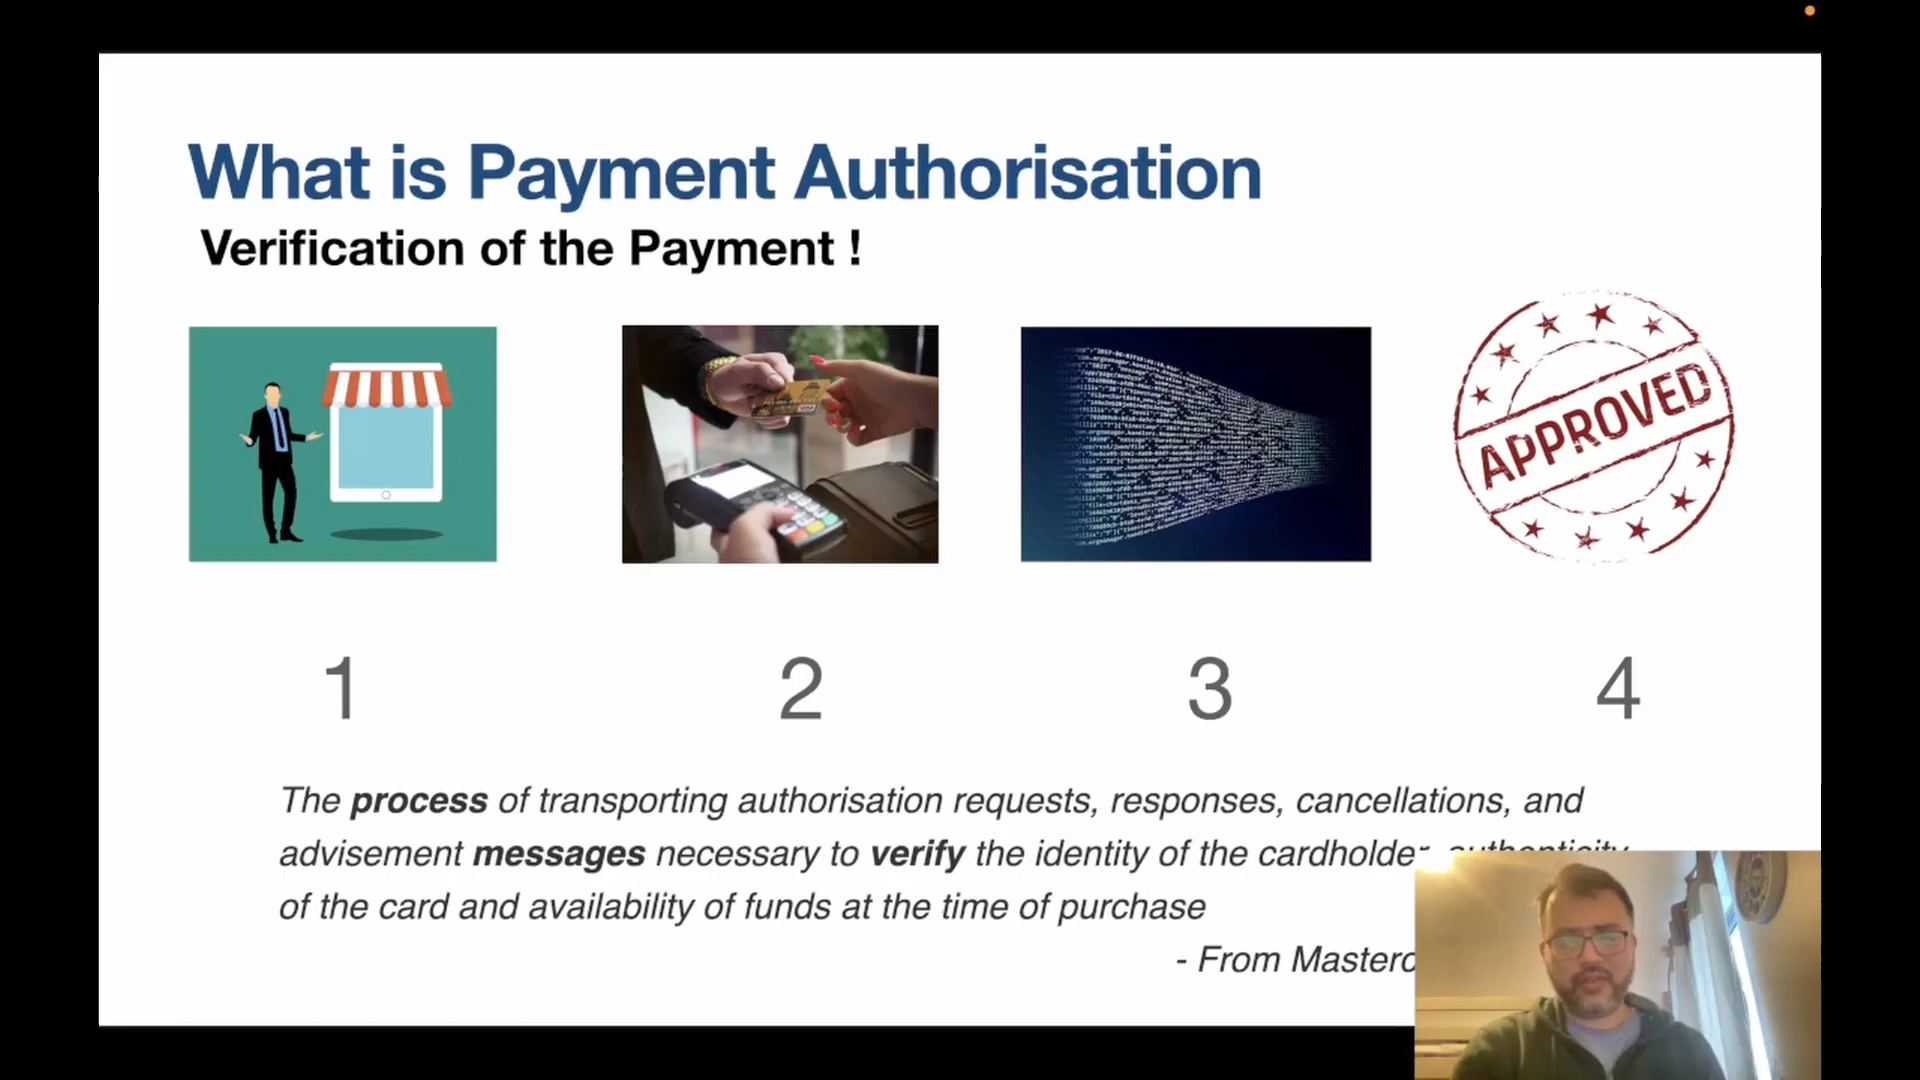 What is Payment Authorisation
Verification of the Payment !
APPROVED
1 2 3 4
The process of transporting authorisation requests, responses, cancellations, and
advisement messages necessary to verify the identity of the cardholder, authenticity
of the card and availability of funds at the time of purchase
- From Masterc